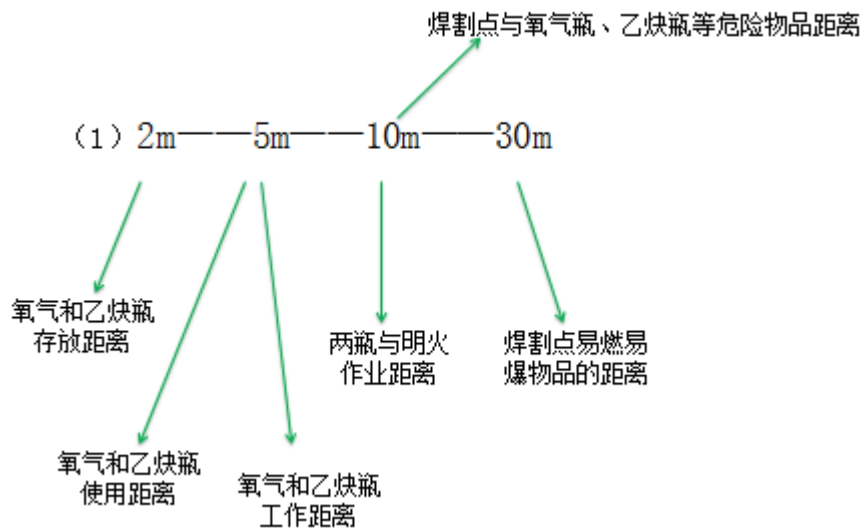 焊割点与氧气瓶、乙炔瓶等危险物品距离
（1）2m——5m——10m——30m
氧气和乙炔瓶
存放距离
两瓶与明火
作业距离
焊割点易燃易
爆物品的距离
氧气和乙炔瓶
使用距离
氧气和乙炔瓶
工作距离